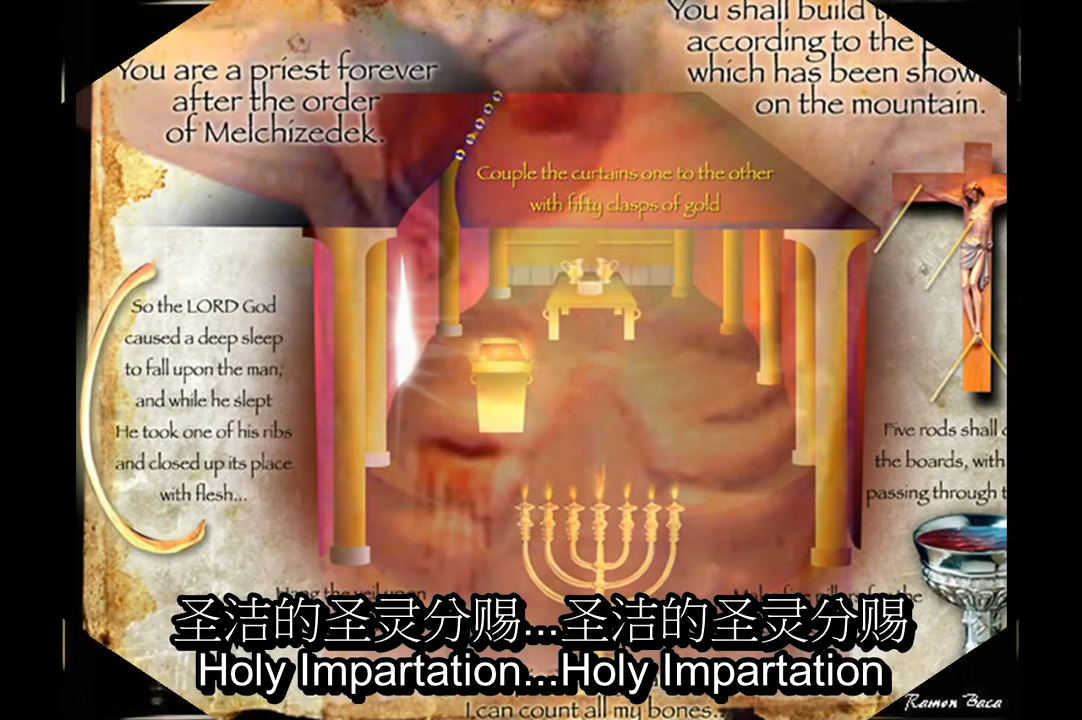 You are a priest forever
after the order
of Melchizedek.
You shall build
according to the
which has been shown
on the mountain.
Couple the curtains one to the other
with fifty clasps of gold
So the LORD God
caused a deep sleep
to fall upon the man,
and while he slept
He took one of his ribs
and closed up its place
with flesh...
Five rods shall
the boards, with
passing through
the veil upon
the
圣洁的圣灵分赐...圣洁的圣灵分赐
Holy Impartation...Holy Impartation
I can count all my bones...
Ramon Baca